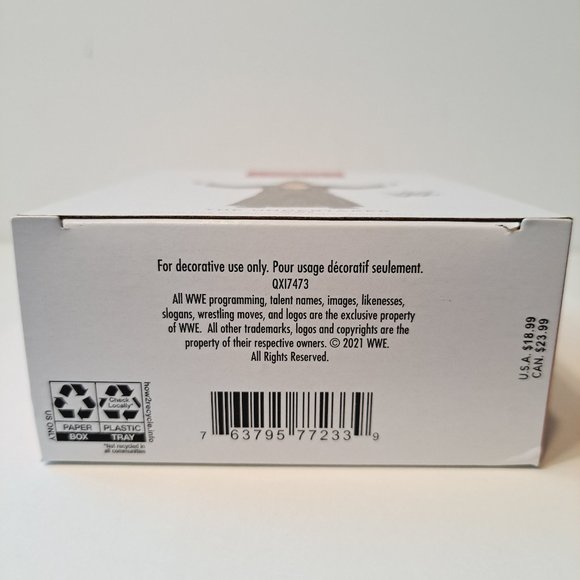 For decorative use only. Pour usage décoratif seulement.
QXI7473
All WWE programming, talent names, images, likenesses,
slogans, wrestling moves, and logos are the exclusive property
of WWE. All other trademarks, logos and copyrights are the
property of their respective owners. © 2021 WWE.
All Rights Reserved.
U.S.A. $18.99
CAN. $23.99
US ONLY
Check
Locally*
PAPER
BOX
PLASTIC
TRAY
*Not recycled in
all communities
how2recycle.info
7 63795 77233 9